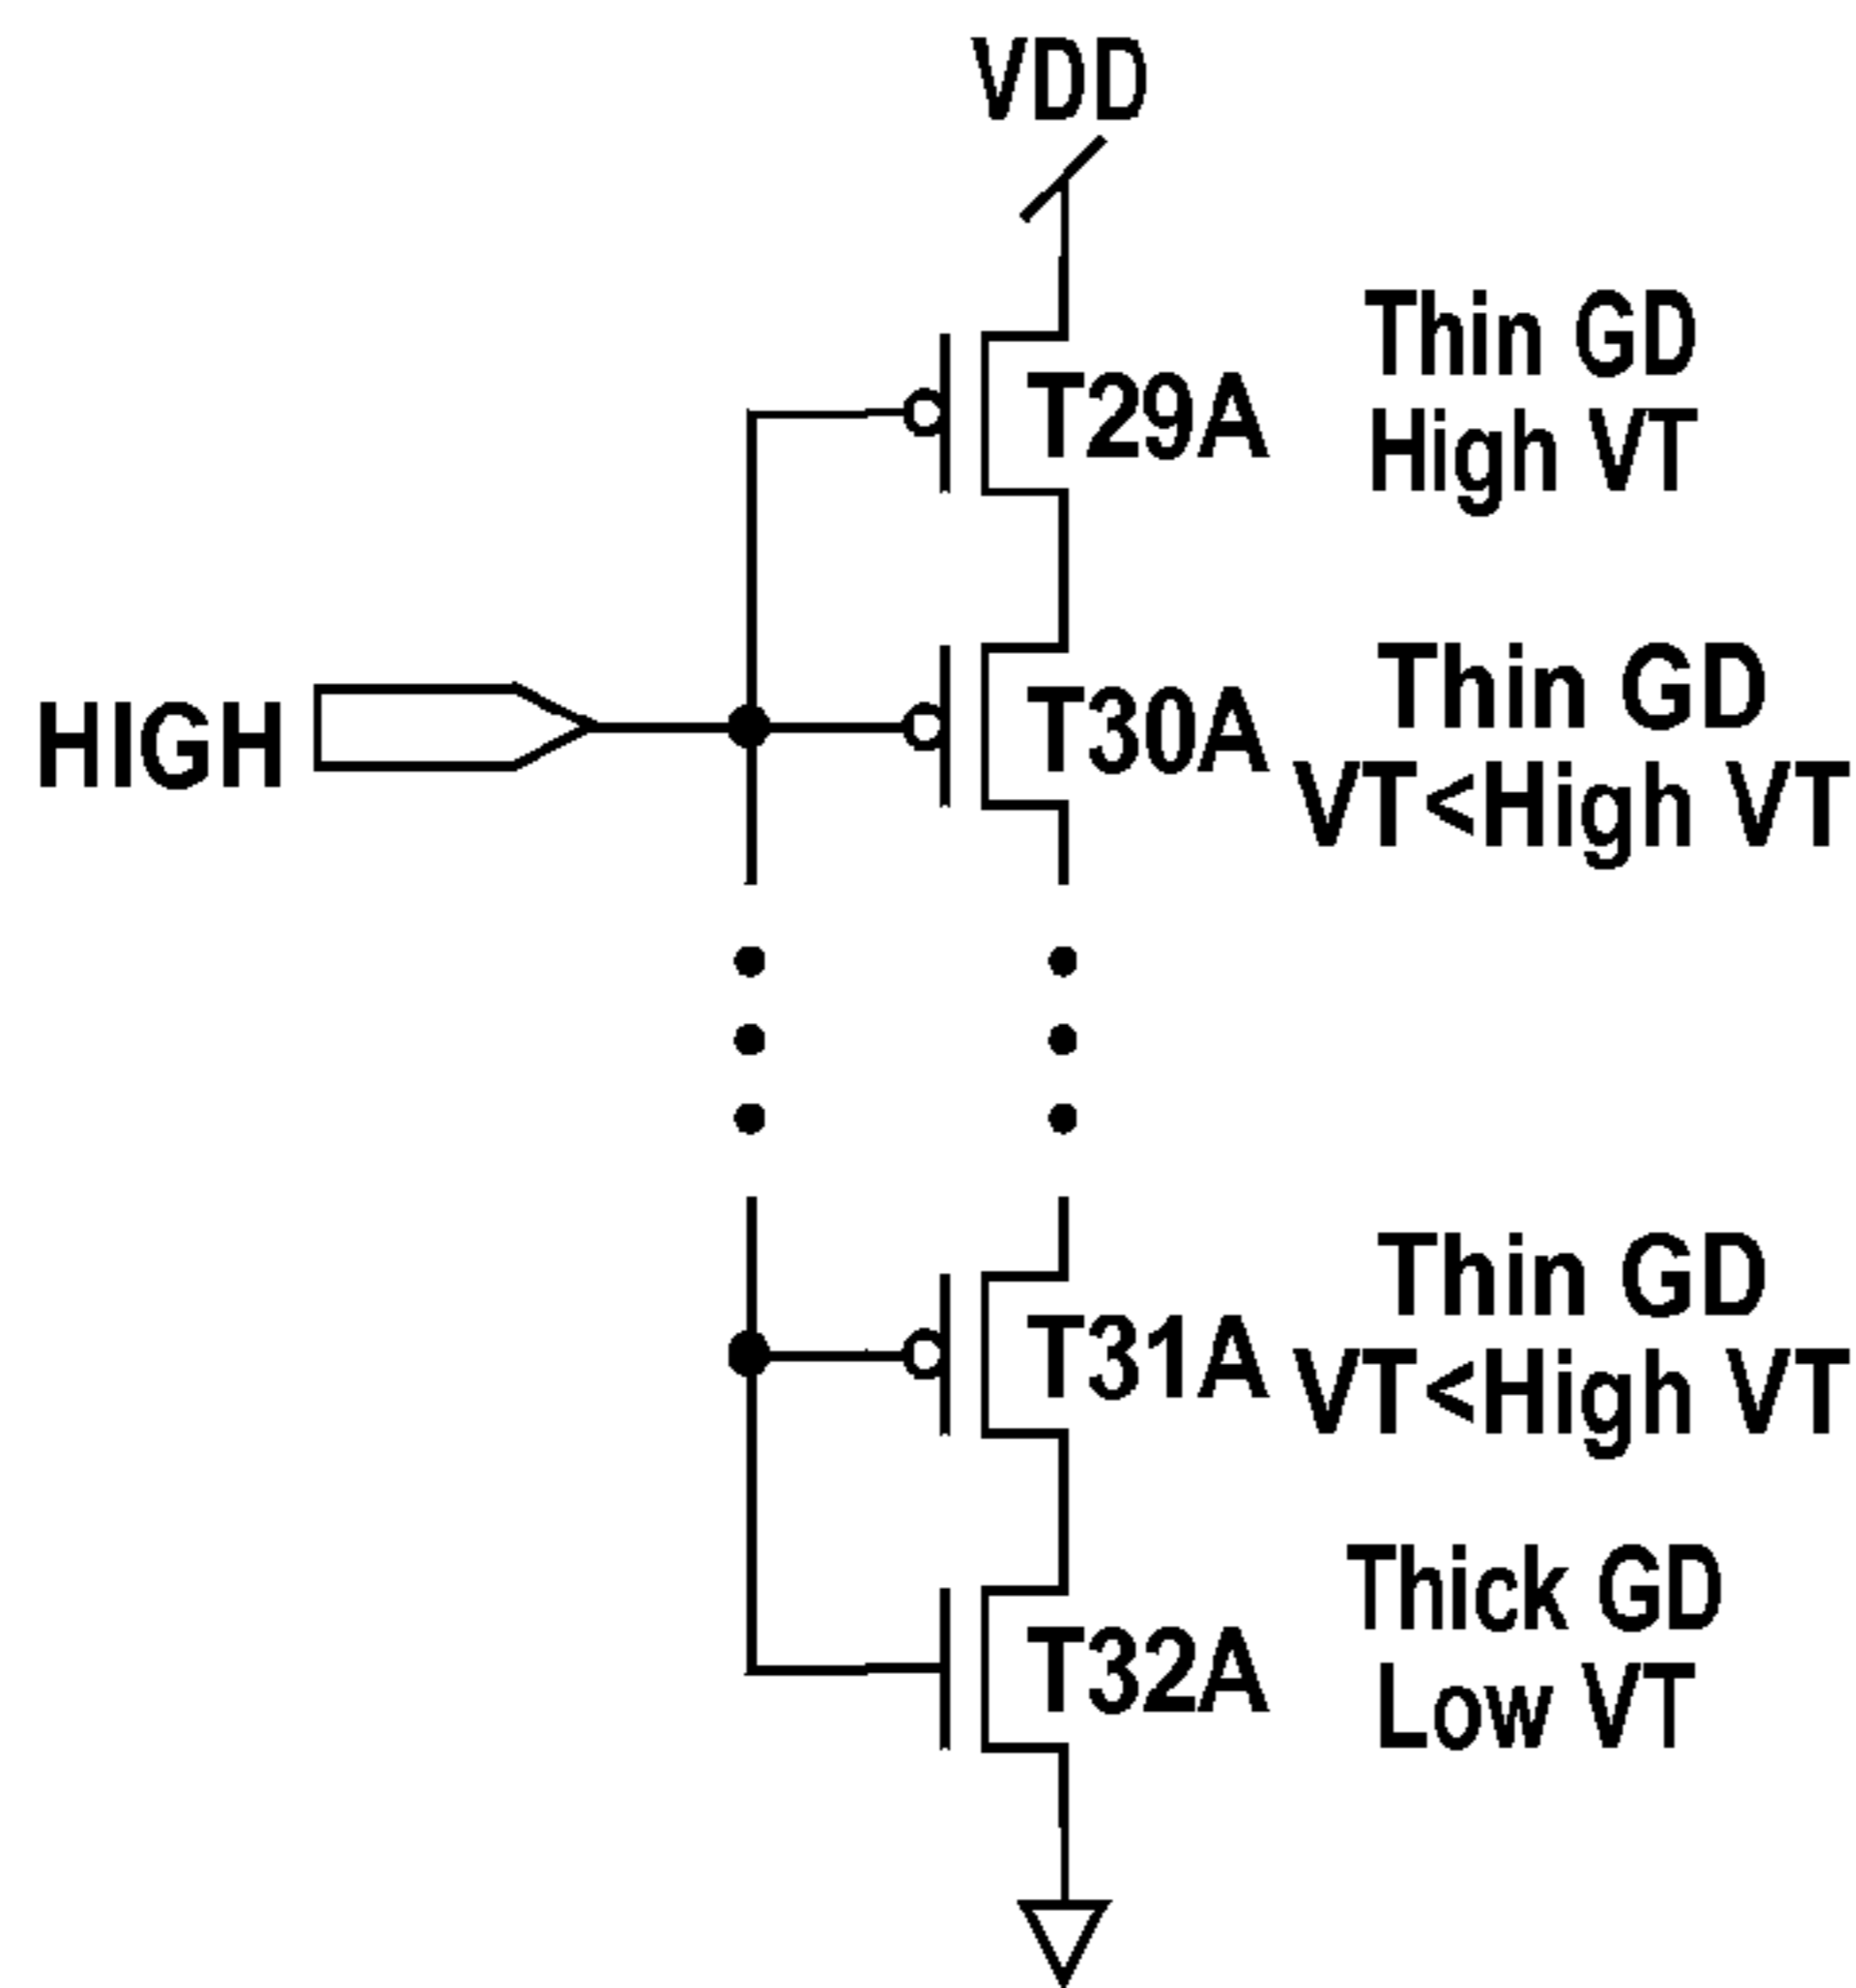 VDD
Thin GD
High VT
T29A
HIGH
T30A
Thin GD
VT<High VT
T31A
Thin GD
VT<High VT
T32A
Thick GD
Low VT